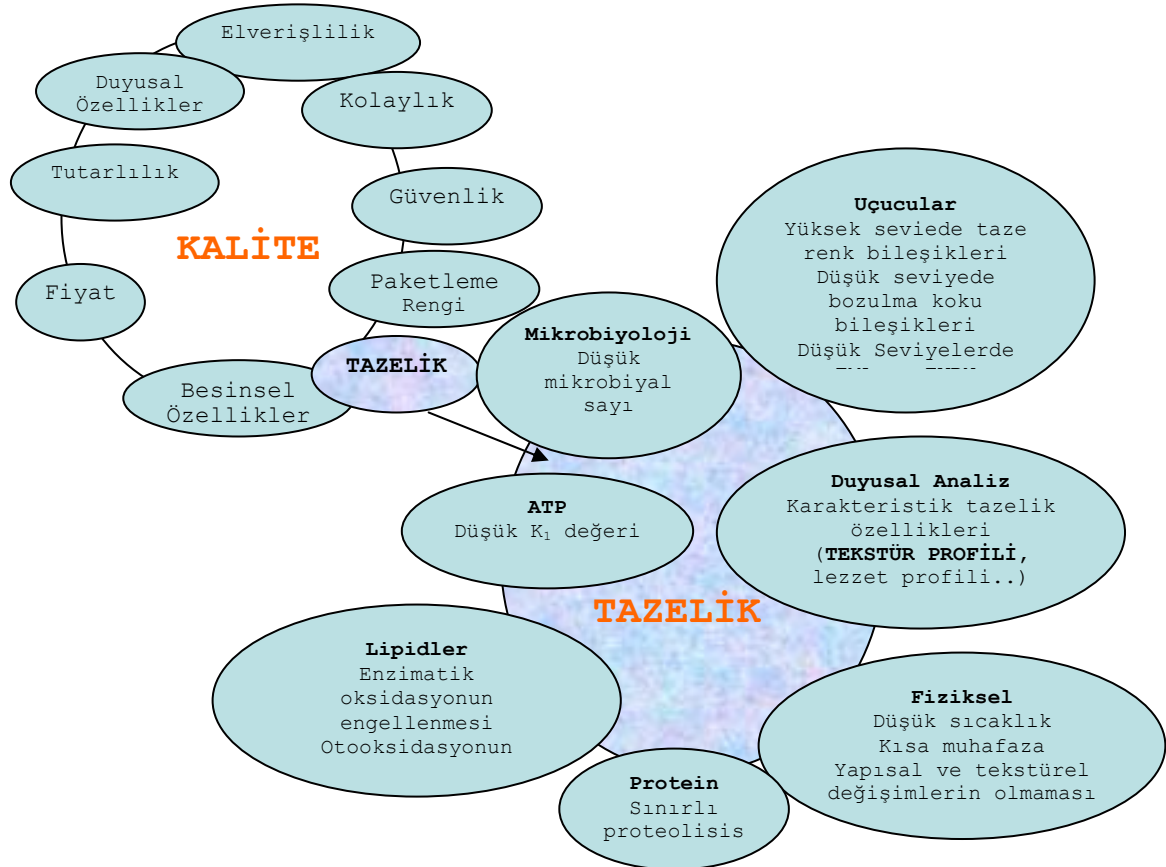 Elverişlilik
Duyusal
Özellikler
Kolaylık
Tutarlılık
Güvenlik
KALİTE
Fiyat
Paketleme
Rengi
TAZELİK
Besinsel
Özellikler
Uçucular
Yüksek seviede taze
renk bileşikleri
Düşük seviyede
bozulma koku
bileşikleri
Düşük Seviyelerde
Mikrobiyoloji
Düşük
mikrobiyal
sayı
ATP
Düşük K₁ değeri
Duyusal Analiz
Karakteristik tazelik
özellikleri
(TEKSTÜR PROFİLİ,
lezzet profili..)
TAZELİK
Lipidler
Enzimatik
oksidasyonun
engellenmesi
Otooksidasyonun
Fiziksel
Düşük sıcaklık
Kısa muhafaza
Yapısal ve tekstürel
değişimlerin olmaması
Protein
Sınırlı
proteolisis